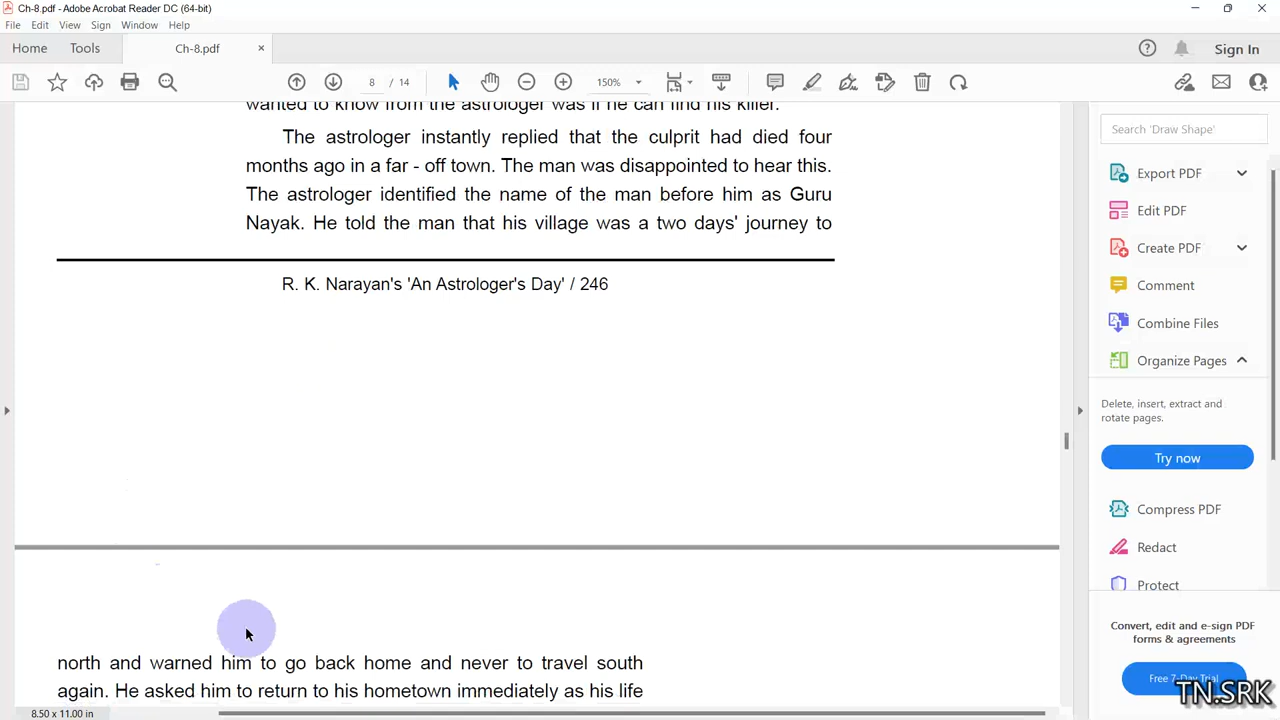 Ch-8.pdf - Adobe Acrobat Reader DC (64-bit)
File Edit View Sign Window Help
Home Tools Ch-8.pdf × Sign In
8 / 14 150%
wanted to know from the astrologer was if he can find his killer.
The astrologer instantly replied that the culprit had died four
months ago in a far - off town. The man was disappointed to hear this.
The astrologer identified the name of the man before him as Guru
Nayak. He told the man that his village was a two days' journey to
R. K. Narayan's 'An Astrologer's Day' / 246
north and warned him to go back home and never to travel south
again. He asked him to return to his hometown immediately as his life
8.50 x 11.00 in
Search 'Draw Shape'
Export PDF
Edit PDF
Create PDF
Comment
Combine Files
Organize Pages
Delete, insert, extract and
rotate pages.
Try now
Compress PDF
Redact
Protect
Convert, edit and e-sign PDF
forms & agreements
Free 7-Day Trial
TN.SRK